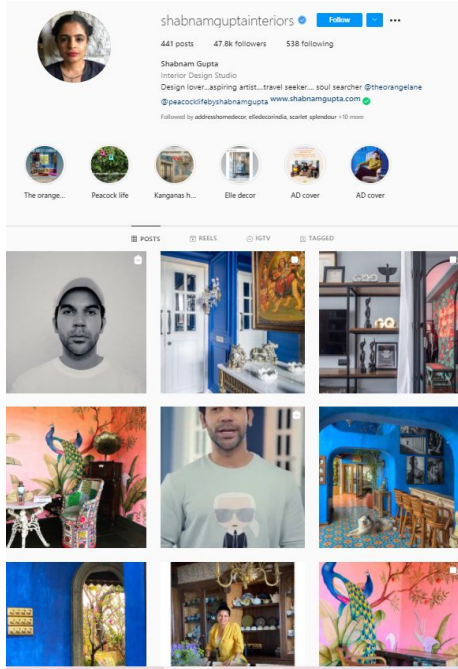 shabnamguptainteriors Follow
441 posts 47.8k followers 538 following
Shabnam Gupta
Interior Design Studio
Design lover...aspiring artist...travel seeker.... soul searcher @theorangelane
@peacocklifebyshabnamgupta www.shabnamgupta.com
Followed by addresshomedecor, elledecorindia, scarlet splendour +10 more
The orange... Peacock life Kanganas h... Elle decor AD cover AD cover
POSTS REELS IGTV TAGGED
GQ